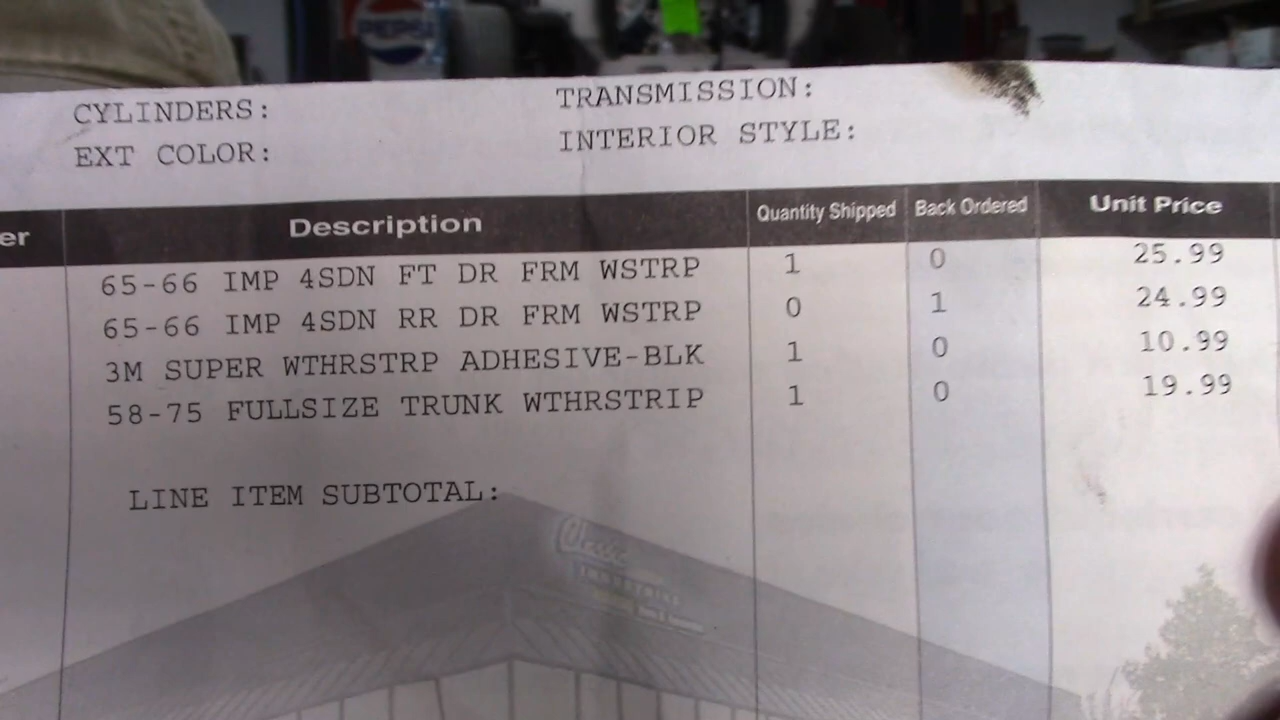 PEPSI
CYLINDERS: TRANSMISSION:
EXT COLOR: INTERIOR STYLE:
er Description Quantity Shipped Back Ordered Unit Price
65-66 IMP 4SDN FT DR FRM WSTRP 1 0 25.99
65-66 IMP 4SDN RR DR FRM WSTRP 0 1 24.99
3M SUPER WTHRSTRP ADHESIVE-BLK 1 0 10.99
58-75 FULLSIZE TRUNK WTHRSTRIP 1 0 19.99
LINE ITEM SUBTOTAL: